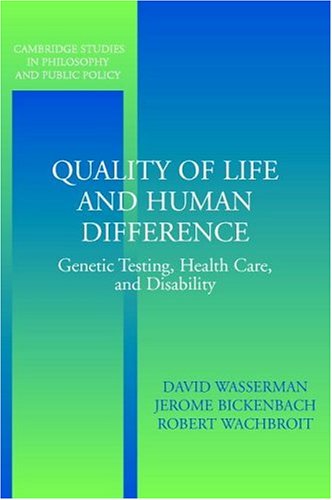 CAMBRIDGE STUDIES
IN PHILOSOPHY
AND PUBLIC POLICY
QUALITY OF LIFE
AND HUMAN
DIFFERENCE
Genetic Testing, Health Care,
and Disability
DAVID WASSERMAN
JEROME BICKENBACH
ROBERT WACHBROIT